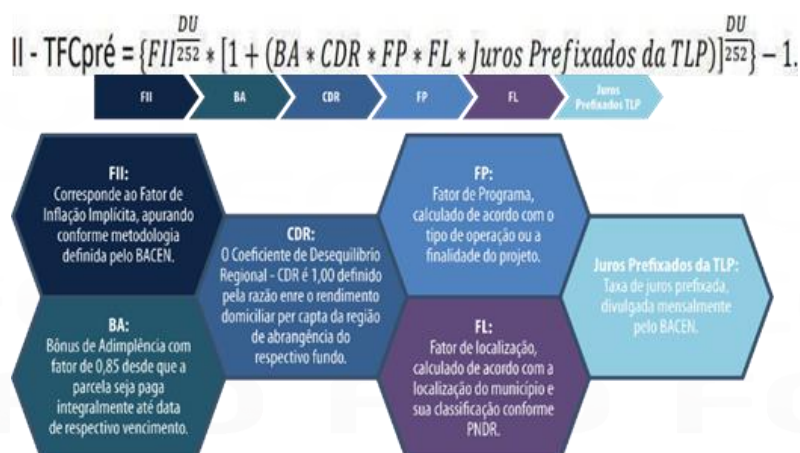 II - TFCpré = {FII^(DU/252) * [1 + (BA * CDR * FP * FL * Juros Prefixados da TLP)]^(DU/252)} − 1.
FII
BA
CDR
FP
FL
Juros
Prefixados TLP
FII:
Corresponde ao Fator de
Inflação Implícita, apurando
conforme metodologia
definida pelo BACEN.
BA:
Bônus de Adimplência com
fator de 0,85 desde que a
parcela seja paga
integralmente até data
de respectivo vencimento.
CDR:
O Coeficiente de Desequilíbrio
Regional - CDR é 1,00 definido
pela razão enre o rendimento
domiciliar per capta da região
de abrangência do
respectivo fundo.
FP:
Fator de Programa,
calculado de acordo com o
tipo de operação ou a
finalidade do projeto.
FL:
Fator de localização,
calculado de acordo com a
localização do município e
sua classificação conforme
PNDR.
Juros Prefixados da TLP:
Taxa de juros prefixada,
divulgada mensalmente
pelo BACEN.